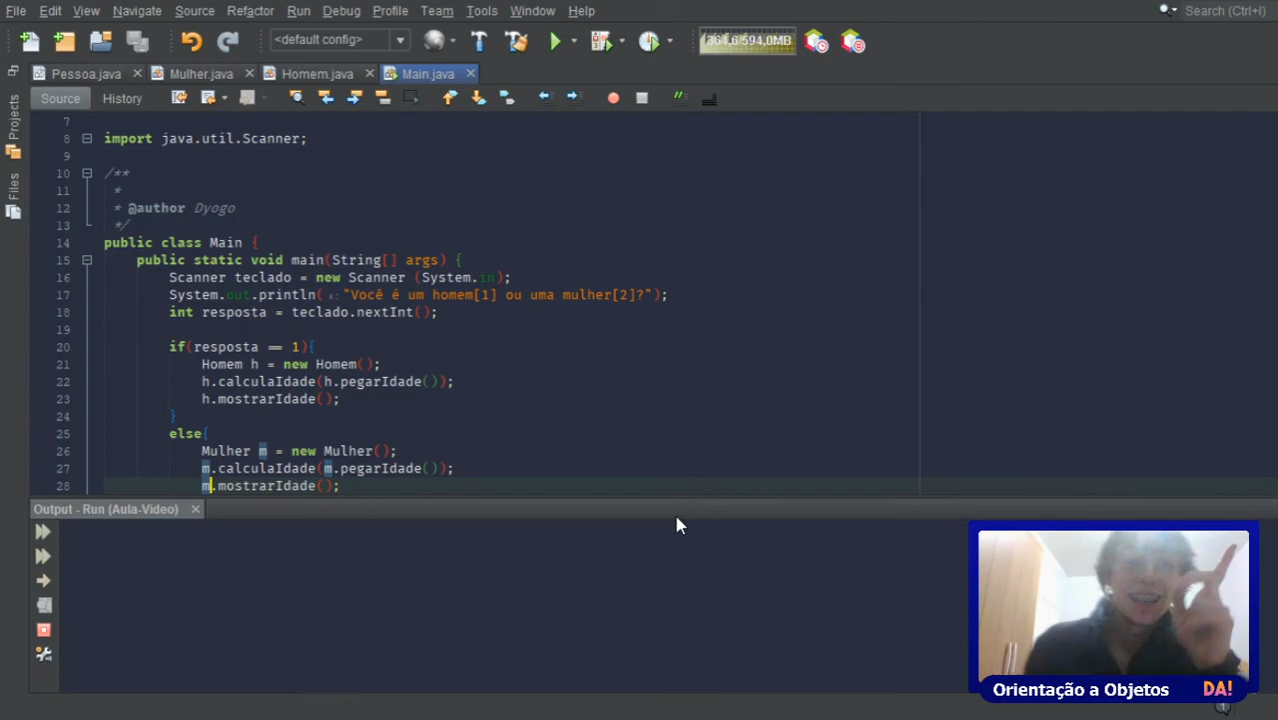 File Edit View Navigate Source Refactor Run Debug Profile Team Tools Window Help Search (Ctrl+I)
<default config> 364,6/594,0MB
Pessoa.java Mulher.java Homem.java Main.java
Source History
Projects
Files
7
8 import java.util.Scanner;
9
10 /**
11 *
12 * @author Dyogo
13 */
14 public class Main {
15 public static void main(String[] args) {
16 Scanner teclado = new Scanner (System.in);
17 System.out.println(x: "Você é um homem[1] ou uma mulher[2]?");
18 int resposta = teclado.nextInt();
19
20 if(resposta == 1){
21 Homem h = new Homem();
22 h.calculaIdade(h.pegarIdade());
23 h.mostrarIdade();
24 }
25 else{
26 Mulher m = new Mulher();
27 m.calculaIdade(m.pegarIdade());
28 m.mostrarIdade();
Output - Run (Aula-Video)
Orientação a Objetos DA!
1